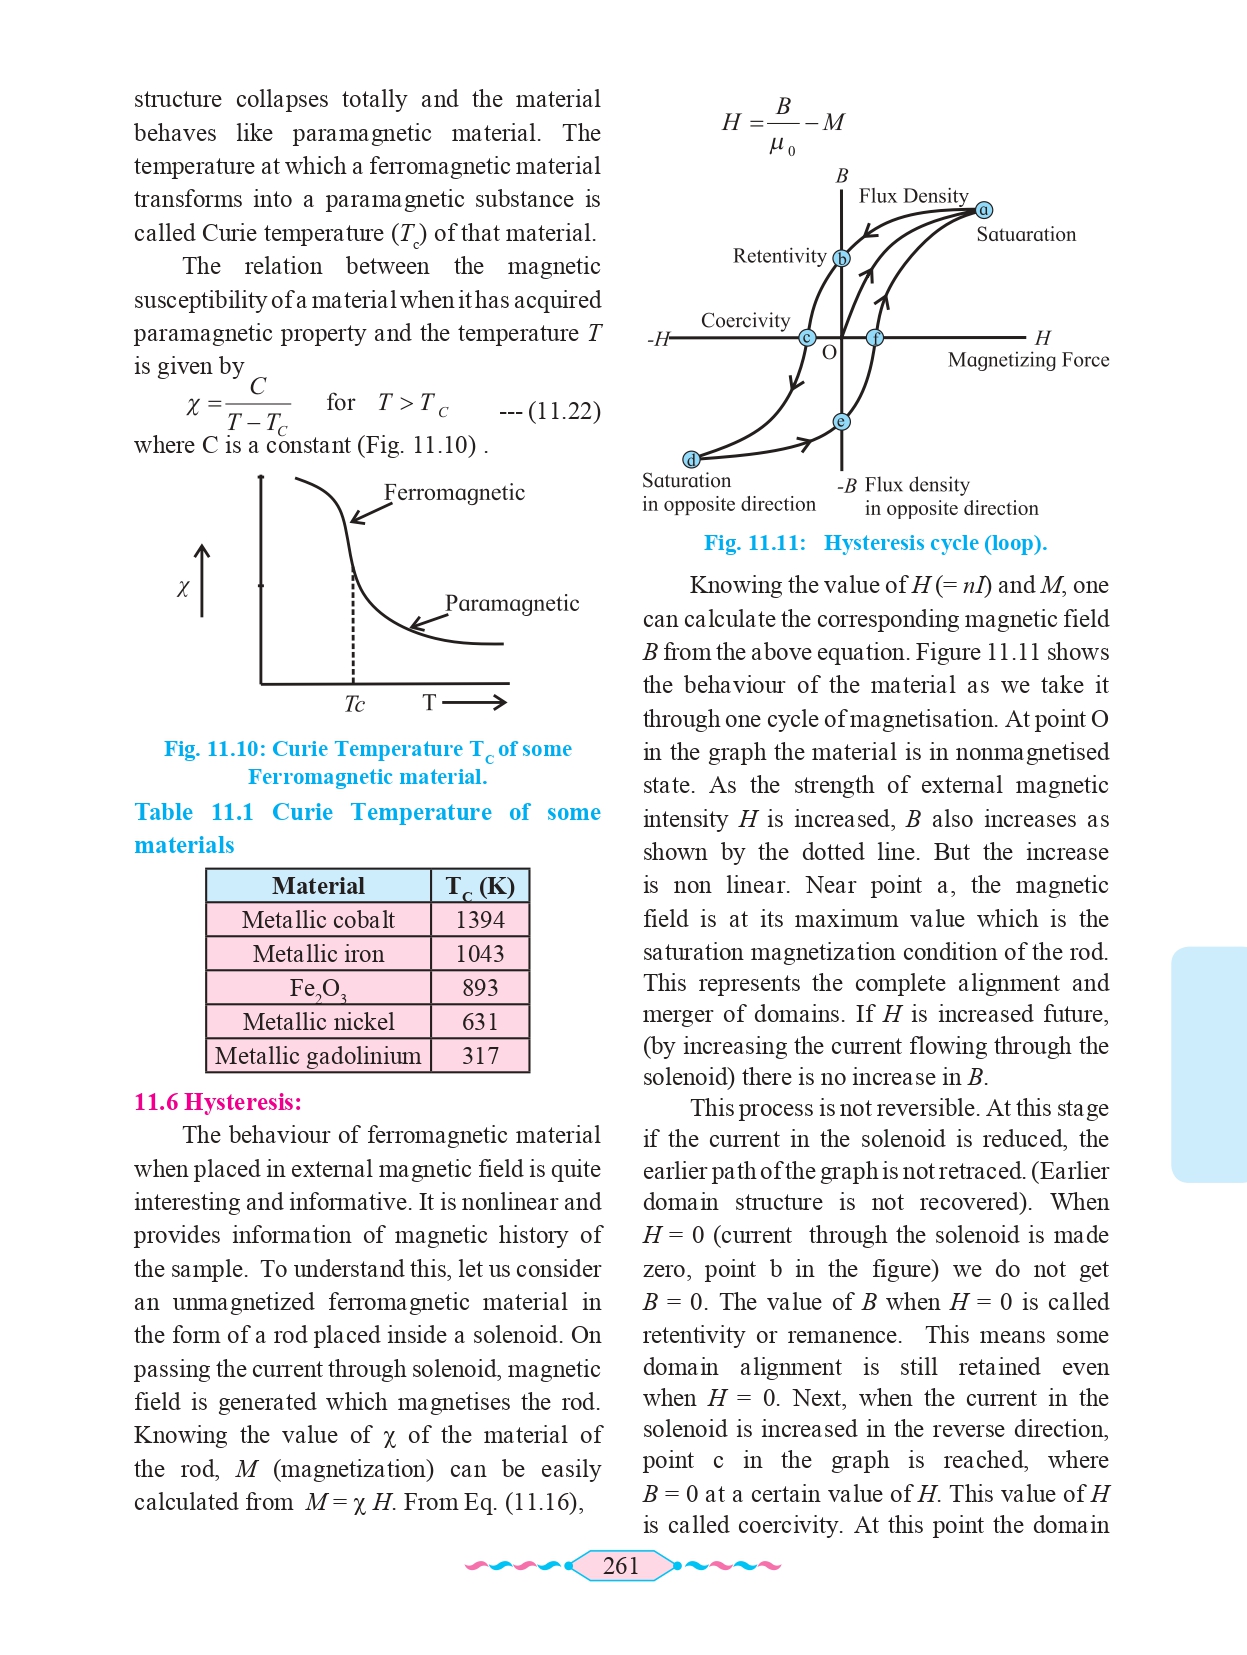 structure collapses totally and the material
behaves like paramagnetic material. The
temperature at which a ferromagnetic material
transforms into a paramagnetic substance is
called Curie temperature (T_c) of that material.
The relation between the magnetic
susceptibility of a material when it has acquired
paramagnetic property and the temperature T
is given by
χ = C / (T − T_C) for T > T_C --- (11.22)
where C is a constant (Fig. 11.10) .
Ferromagnetic
χ
Paramagnetic
Tc T
Fig. 11.10: Curie Temperature T_C of some
Ferromagnetic material.
Table 11.1 Curie Temperature of some
materials
Material T_C (K)
Metallic cobalt 1394
Metallic iron 1043
Fe₂O₃ 893
Metallic nickel 631
Metallic gadolinium 317
11.6 Hysteresis:
The behaviour of ferromagnetic material
when placed in external magnetic field is quite
interesting and informative. It is nonlinear and
provides information of magnetic history of
the sample. To understand this, let us consider
an unmagnetized ferromagnetic material in
the form of a rod placed inside a solenoid. On
passing the current through solenoid, magnetic
field is generated which magnetises the rod.
Knowing the value of χ of the material of
the rod, M (magnetization) can be easily
calculated from M = χ H. From Eq. (11.16),
H = B / μ₀ − M
B
Flux Density
a
Satuaration
Retentivity b
Coercivity
-H c O f H
Magnetizing Force
e
d
Saturation
in opposite direction
-B Flux density
in opposite direction
Fig. 11.11: Hysteresis cycle (loop).
Knowing the value of H (= nI) and M, one
can calculate the corresponding magnetic field
B from the above equation. Figure 11.11 shows
the behaviour of the material as we take it
through one cycle of magnetisation. At point O
in the graph the material is in nonmagnetised
state. As the strength of external magnetic
intensity H is increased, B also increases as
shown by the dotted line. But the increase
is non linear. Near point a, the magnetic
field is at its maximum value which is the
saturation magnetization condition of the rod.
This represents the complete alignment and
merger of domains. If H is increased future,
(by increasing the current flowing through the
solenoid) there is no increase in B.
This process is not reversible. At this stage
if the current in the solenoid is reduced, the
earlier path of the graph is not retraced. (Earlier
domain structure is not recovered). When
H = 0 (current through the solenoid is made
zero, point b in the figure) we do not get
B = 0. The value of B when H = 0 is called
retentivity or remanence. This means some
domain alignment is still retained even
when H = 0. Next, when the current in the
solenoid is increased in the reverse direction,
point c in the graph is reached, where
B = 0 at a certain value of H. This value of H
is called coercivity. At this point the domain
261